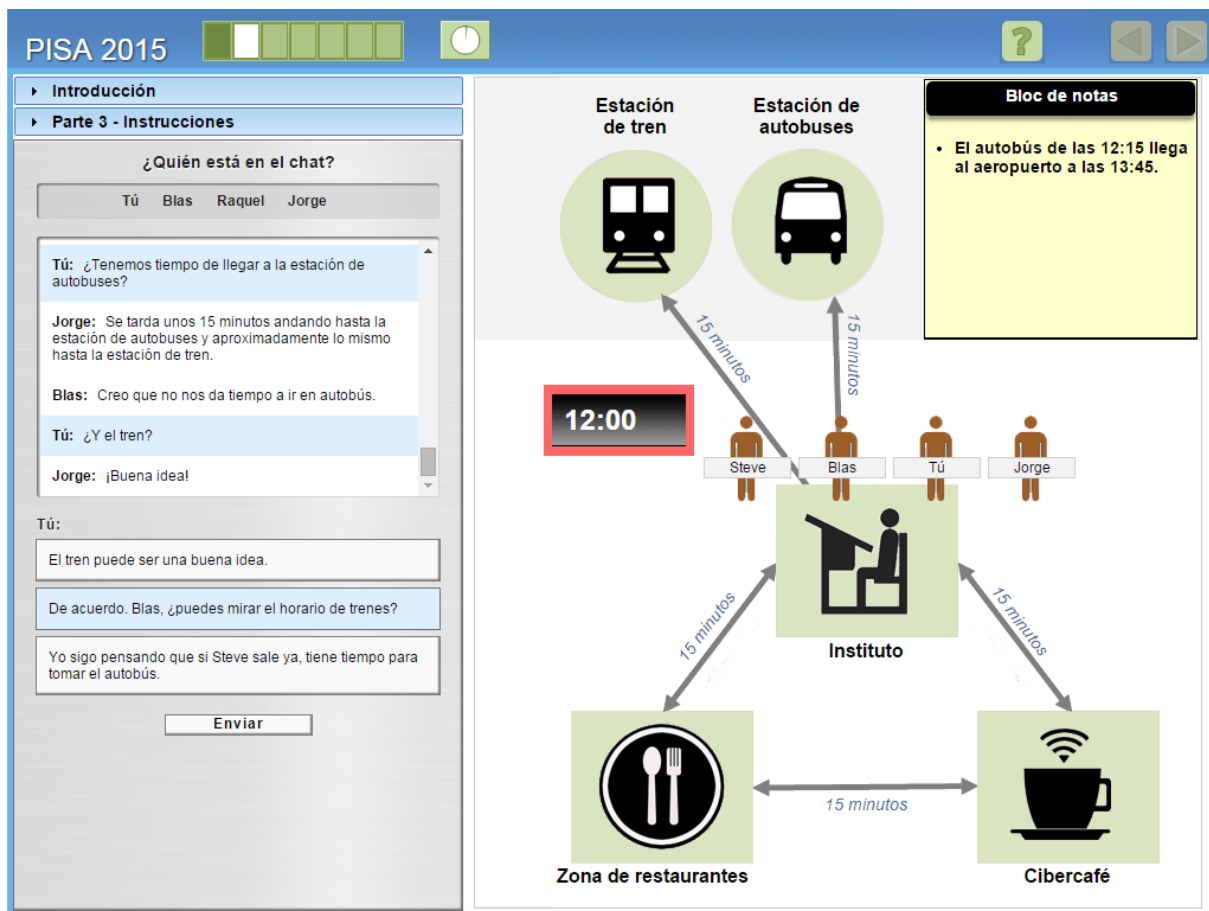 PISA 2015
?
Introducción
Parte 3 - Instrucciones
¿Quién está en el chat?
Tú Blas Raquel Jorge
Tú: ¿Tenemos tiempo de llegar a la estación de
autobuses?
Jorge: Se tarda unos 15 minutos andando hasta la
estación de autobuses y aproximadamente lo mismo
hasta la estación de tren.
Blas: Creo que no nos da tiempo a ir en autobús.
Tú: ¿Y el tren?
Jorge: ¡Buena idea!
Tú:
El tren puede ser una buena idea.
De acuerdo. Blas, ¿puedes mirar el horario de trenes?
Yo sigo pensando que si Steve sale ya, tiene tiempo para
tomar el autobús.
Enviar
Estación
de tren
Estación de
autobuses
Bloc de notas
• El autobús de las 12:15 llega
al aeropuerto a las 13:45.
15 minutos
15 minutos
12:00
Steve
Blas
Tú
Jorge
Instituto
15 minutos
15 minutos
15 minutos
Zona de restaurantes
Cibercafé